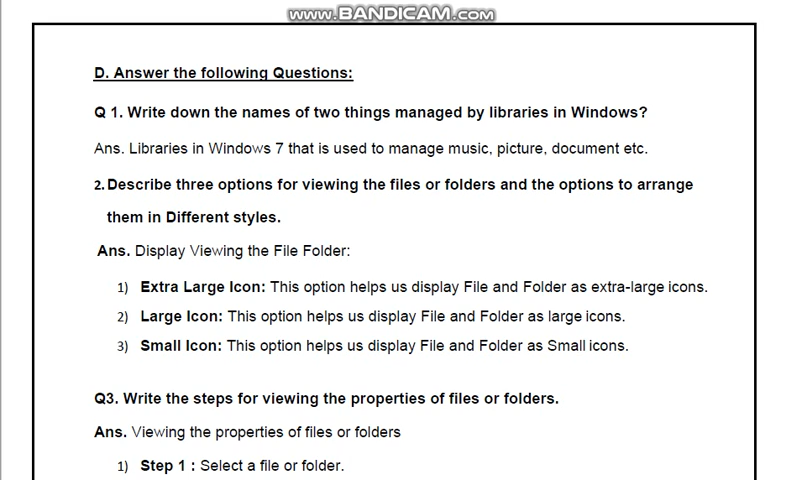 www.BANDICAM.com
D. Answer the following Questions:
Q 1. Write down the names of two things managed by libraries in Windows?
Ans. Libraries in Windows 7 that is used to manage music, picture, document etc.
2. Describe three options for viewing the files or folders and the options to arrange
them in Different styles.
Ans. Display Viewing the File Folder:
1) Extra Large Icon: This option helps us display File and Folder as extra-large icons.
2) Large Icon: This option helps us display File and Folder as large icons.
3) Small Icon: This option helps us display File and Folder as Small icons.
Q3. Write the steps for viewing the properties of files or folders.
Ans. Viewing the properties of files or folders
1) Step 1 : Select a file or folder.